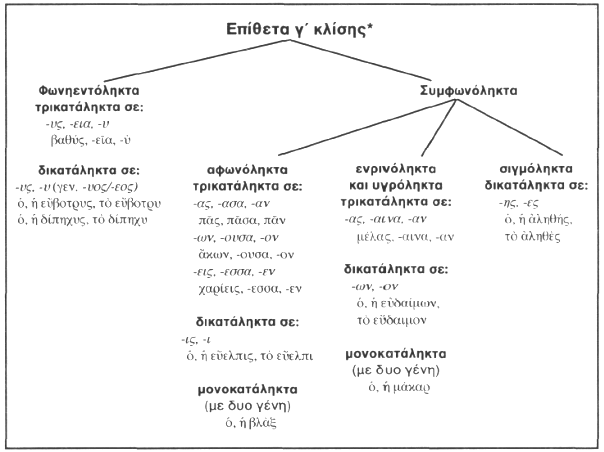 Επίθετα γ΄ κλίσης*
Φωνηεντόληκτα
τρικατάληκτα σε:
-υς, -εια, -υ
βαθύς, -εῖα, -ὺ
δικατάληκτα σε:
-υς, -υ (γεν. -υος/-εος)
ὁ, ἡ εὔβοτρυς, τὸ εὔβοτρυ
ὁ, ἡ δίπηχυς, τὸ δίπηχυ
Συμφωνόληκτα
αφωνόληκτα
τρικατάληκτα σε:
-ας, -ασα, -αν
πᾶς, πᾶσα, πᾶν
-ων, -ουσα, -ον
ἄκων, -ουσα, -ον
-εις, -εσσα, -εν
χαρίεις, -εσσα, -εν
δικατάληκτα σε:
-ις, -ι
ὁ, ἡ εὔελπις, τὸ εὔελπι
μονοκατάληκτα
(με δυο γένη)
ὁ, ἡ βλὰξ
ενρινόληκτα
και υγρόληκτα
τρικατάληκτα σε:
-ας, -αινα, -αν
μέλας, -αινα, -αν
δικατάληκτα σε:
-ων, -ον
ὁ, ἡ εὐδαίμων,
τὸ εὔδαιμον
μονοκατάληκτα
(με δυο γένη)
ὁ, ἡ μάκαρ
σιγμόληκτα
δικατάληκτα σε:
-ης, -ες
ὁ, ἡ ἀληθής,
τὸ ἀληθὲς